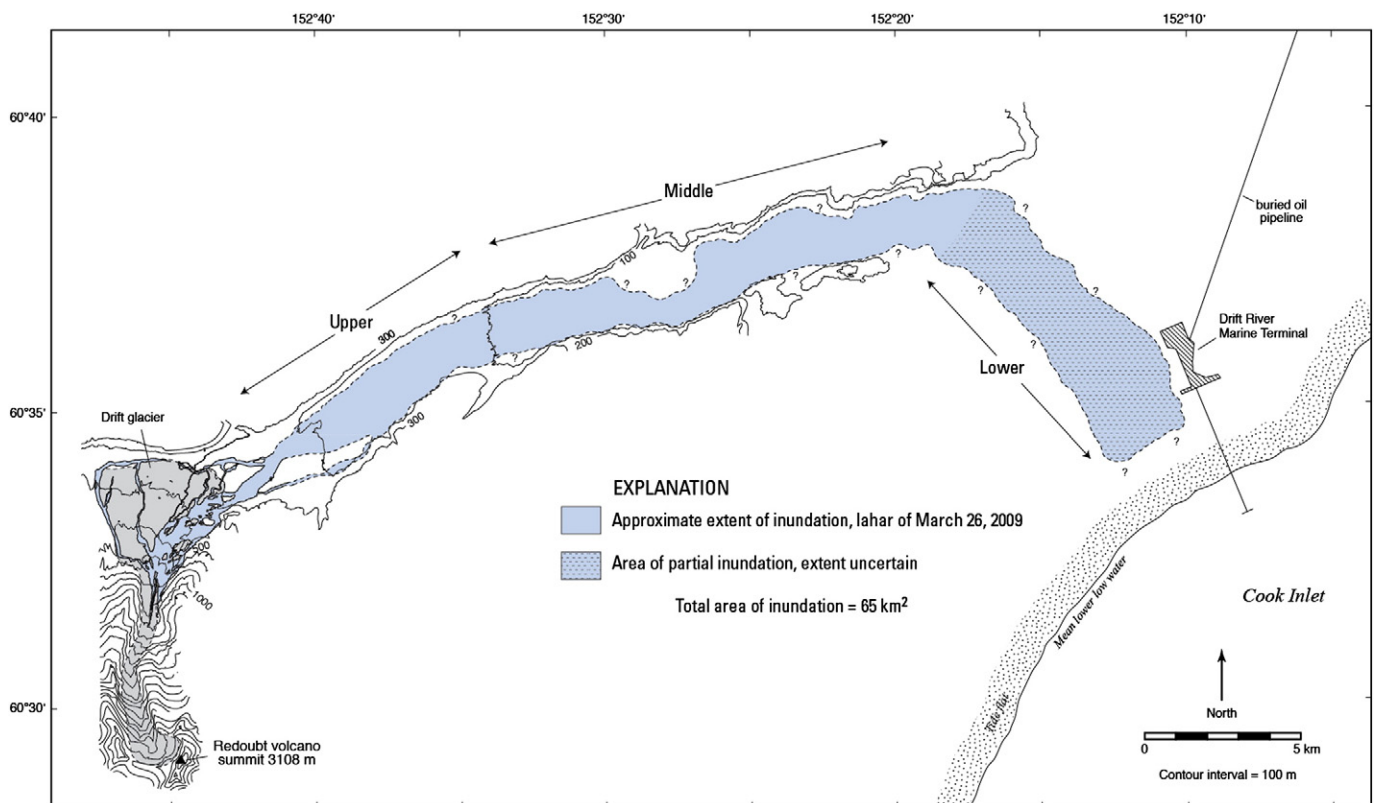 152°40' 152°30' 152°20' 152°10'
60°40'
Middle
buried oil
pipeline
?
?
?
100
?
?
?
?
?
?
Upper
300
?
?
200
?
?
Drift River
Marine Terminal
Lower
60°35'
Drift glacier
300
?
?
EXPLANATION
Approximate extent of inundation, lahar of March 26, 2009
Area of partial inundation, extent uncertain
Total area of inundation = 65 km²
500
1000
Mean lower low water
Cook Inlet
Tide flat
60°30'
North
0 5 km
Contour interval = 100 m
Redoubt volcano
summit 3108 m